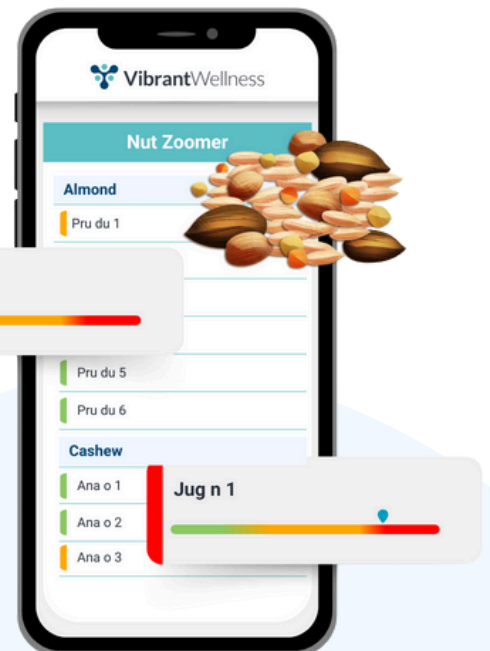 VibrantWellness
Nut Zoomer
Almond
Pru du 1
Pru du 5
Pru du 6
Cashew
Ana o 1
Jug n 1
Ana o 2
Ana o 3